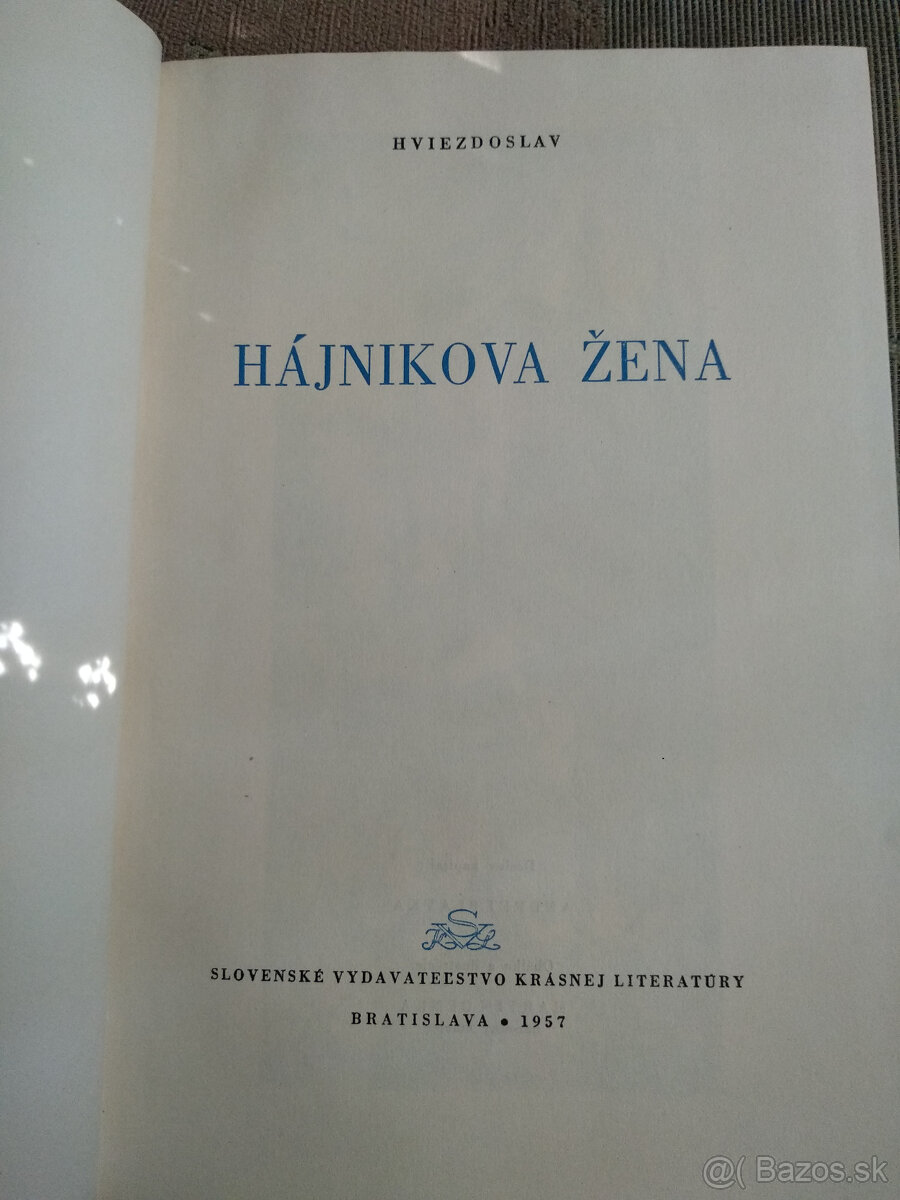 HVIEZDOSLAV
HÁJNIKOVA ŽENA
SLOVENSKÉ VYDAVATEĽSTVO KRÁSNEJ LITERATÚRY
BRATISLAVA • 1957
@( Bazos.sk